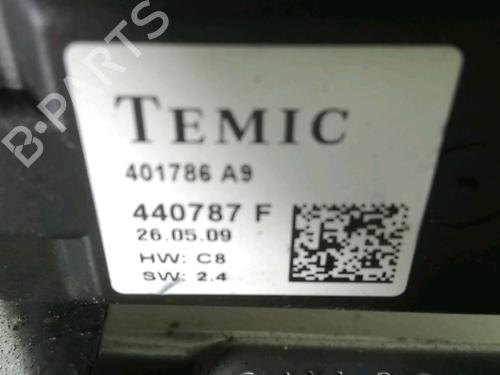 B-PARTS
TEMIC
401786 A9
440787 F
26.05.09
HW: C8
SW: 2.4